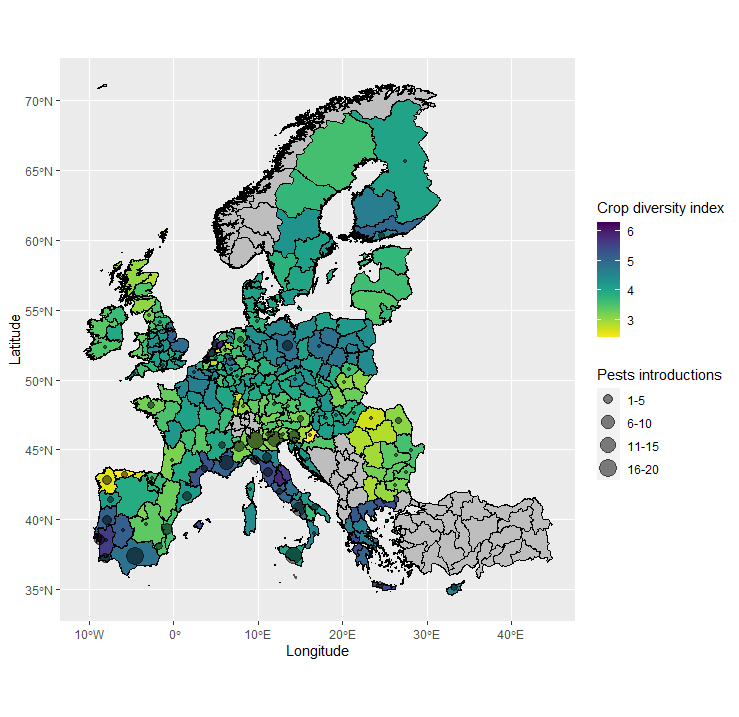 70°N
65°N
60°N
55°N
50°N
45°N
40°N
35°N
Latitude
10°W
0°
10°E
20°E
30°E
40°E
Longitude
Crop diversity index
6
5
4
3
Pests introductions
1-5
6-10
11-15
16-20